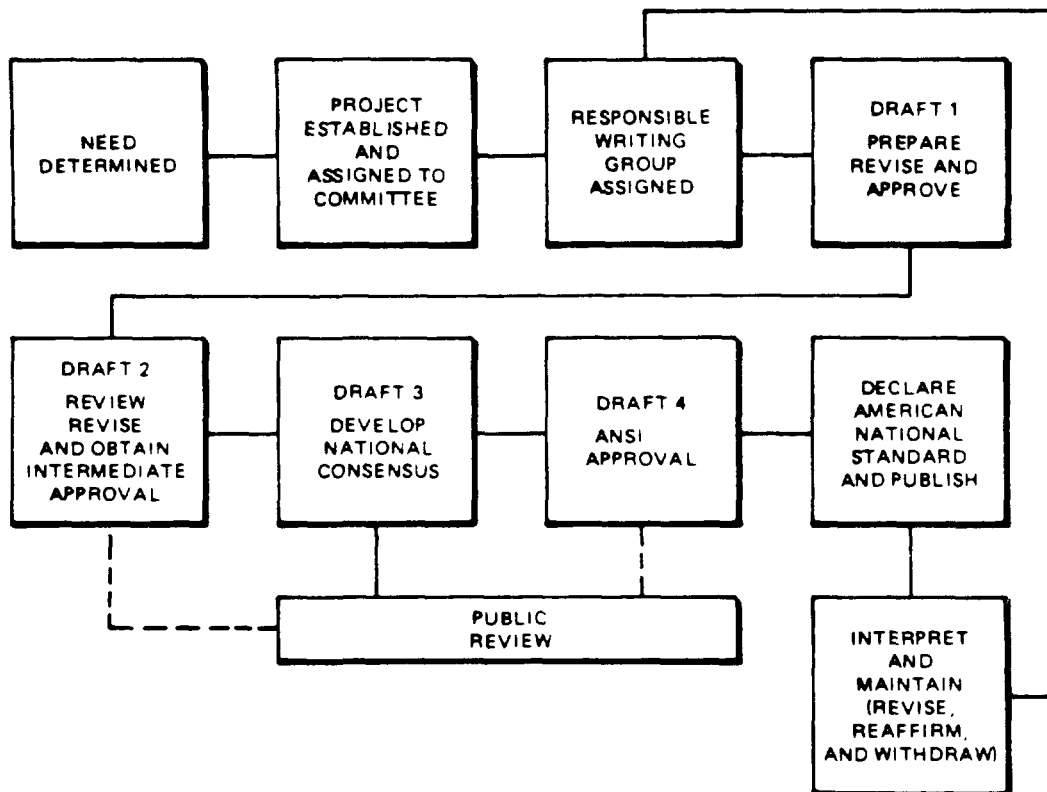 NEED
DETERMINED
PROJECT
ESTABLISHED
AND
ASSIGNED TO
COMMITTEE
RESPONSIBLE
WRITING
GROUP
ASSIGNED
DRAFT 1
PREPARE
REVISE AND
APPROVE
DRAFT 2
REVIEW
REVISE
AND OBTAIN
INTERMEDIATE
APPROVAL
DRAFT 3
DEVELOP
NATIONAL
CONSENSUS
DRAFT 4
ANSI
APPROVAL
DECLARE
AMERICAN
NATIONAL
STANDARD
AND PUBLISH
PUBLIC
REVIEW
INTERPRET
AND
MAINTAIN
(REVISE,
REAFFIRM,
AND WITHDRAW)